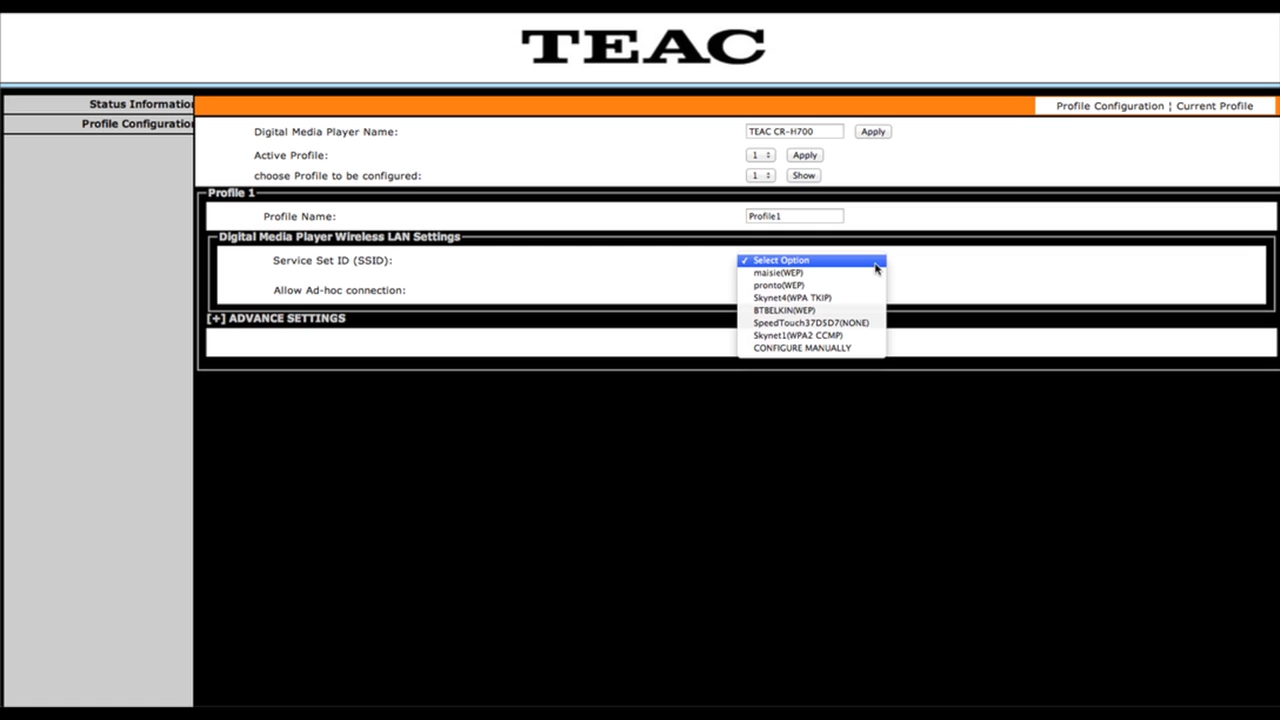 TEAC
Status Information
Profile Configuration
Profile Configuration ¦ Current Profile
Digital Media Player Name: TEAC CR-H700 Apply
Active Profile: 1 Apply
choose Profile to be configured: 1 Show
Profile 1
Profile Name: Profile1
Digital Media Player Wireless LAN Settings
Service Set ID (SSID): ✓ Select Option
maisie(WEP)
pronto(WEP)
Allow Ad-hoc connection:
Skynet4(WPA TKIP)
BTBELKIN(WEP)
[+] ADVANCE SETTINGS
SpeedTouch37D5D7(NONE)
Skynet1(WPA2 CCMP)
CONFIGURE MANUALLY